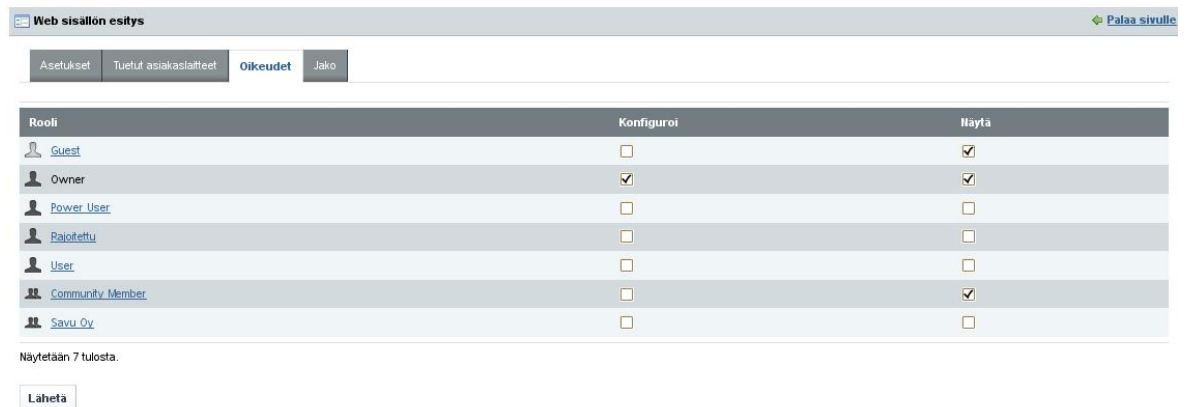 Web sisällön esitys
Palaa sivulle
Asetukset Tuetut asiakaslaitteet Oikeudet Jako
Rooli Konfiguroi Näytä
Guest
Owner
Power User
Rajoitettu
User
Community Member
Savu Oy
Näytetään 7 tulosta.
Lähetä